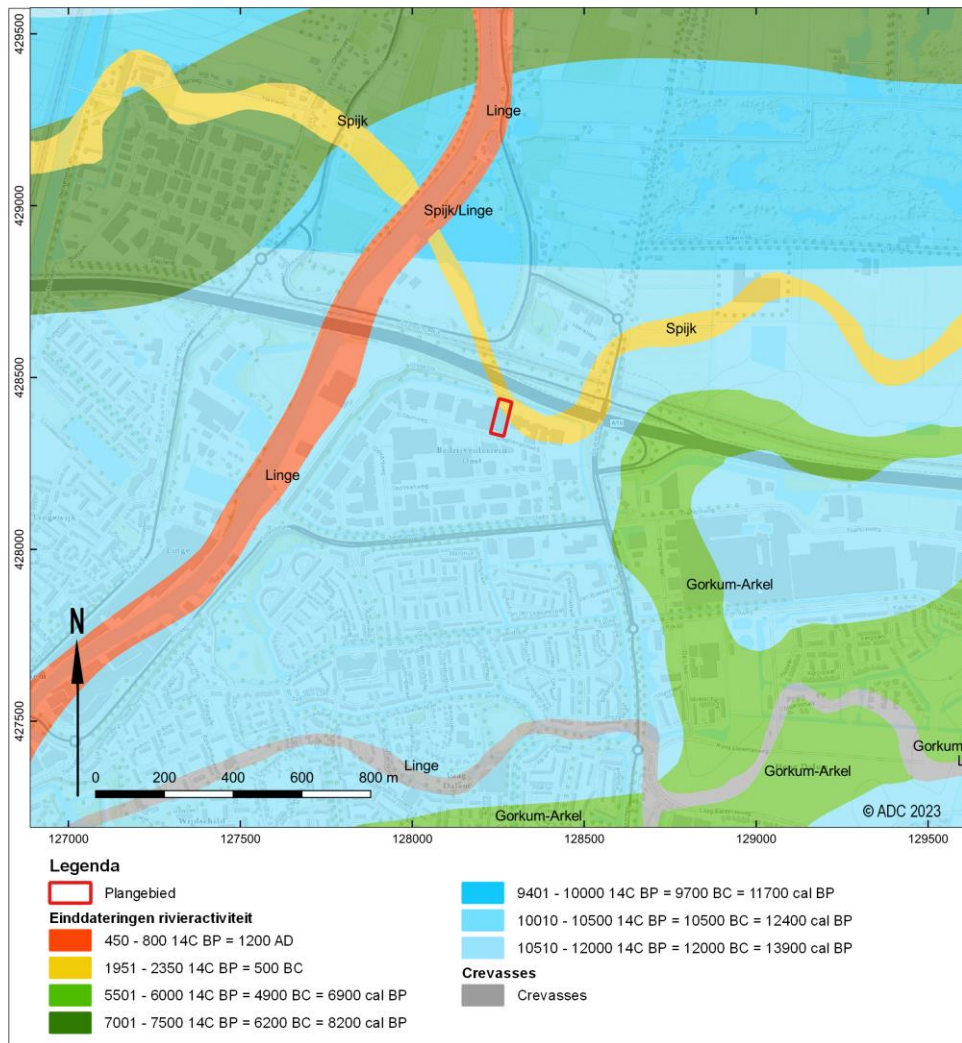 429500
429000
428500
428000
427500
Linge
Spijk
Spijk/Linge
Spijk
Linge
Gorkum-Arkel
N
Linge
Gorkum-Arkel
Gorkum-Arkel
0 200 400 600 800 m
© ADC 2023
127000 127500 128000 128500 129000 129500
Legenda
Plangebied
Einddateringen rivieractiviteit
450 - 800 14C BP = 1200 AD
1951 - 2350 14C BP = 500 BC
5501 - 6000 14C BP = 4900 BC = 6900 cal BP
7001 - 7500 14C BP = 6200 BC = 8200 cal BP
9401 - 10000 14C BP = 9700 BC = 11700 cal BP
10010 - 10500 14C BP = 10500 BC = 12400 cal BP
10510 - 12000 14C BP = 12000 BC = 13900 cal BP
Crevasses
Crevasses